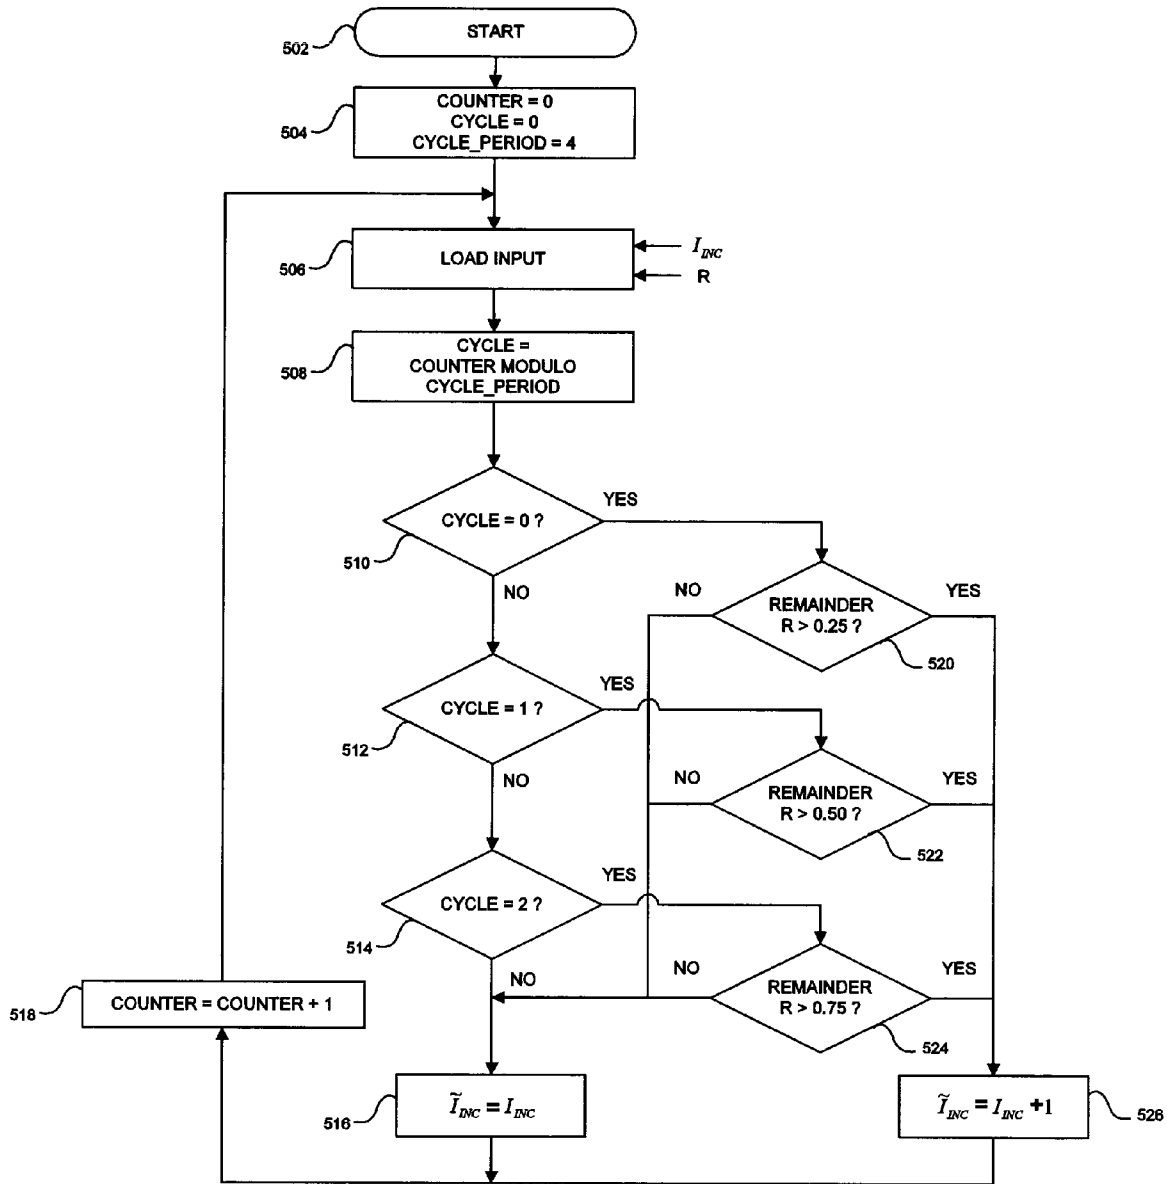 START
502
COUNTER = 0
CYCLE = 0
CYCLE_PERIOD = 4
504
LOAD INPUT
506
I_INC
R
CYCLE =
COUNTER MODULO
CYCLE_PERIOD
508
CYCLE = 0 ?
YES
510
NO
NO
REMAINDER
R > 0.25 ?
YES
520
CYCLE = 1 ?
YES
512
NO
NO
REMAINDER
R > 0.50 ?
YES
522
CYCLE = 2 ?
YES
514
NO
NO
REMAINDER
R > 0.75 ?
YES
524
COUNTER = COUNTER + 1
518
Ĩ_INC = I_INC
516
Ĩ_INC = I_INC +1
526